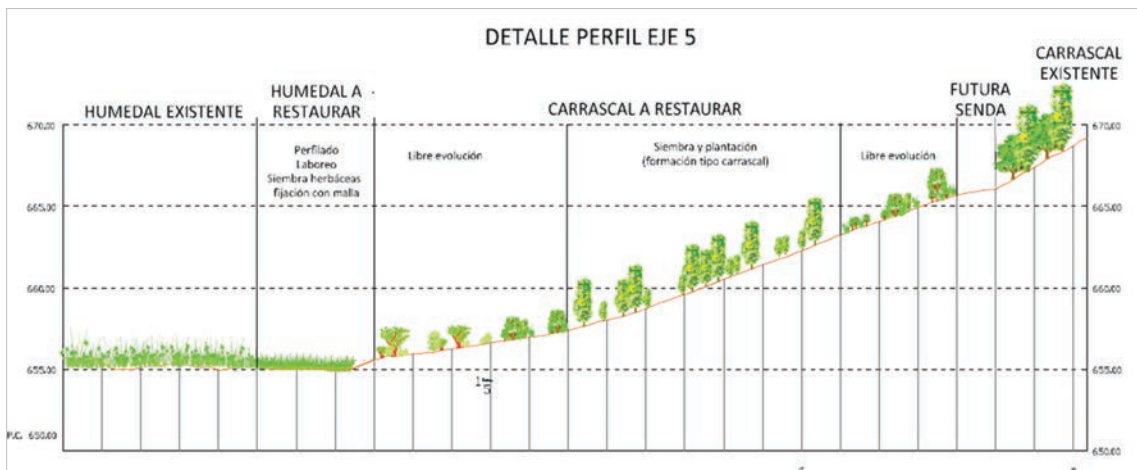 DETALLE PERFIL EJE 5
HUMEDAL EXISTENTE
HUMEDAL A
RESTAURAR
CARRASCAL A RESTAURAR
FUTURA
SENDA
CARRASCAL
EXISTENTE
Perfilado
Laboreo
Siembra herbáceas
fijación con malla
Libre evolución
Siembra y plantación
(formación tipo carrascal)
Libre evolución
670.00
670.00
665.00
665.00
660.00
660.00
655.00
655.00
P.C. 650.00
650.00